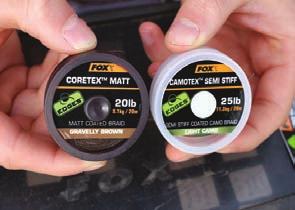 FOX
CORETEX™ MATT
20lb
9.1kg / 20m
EDGES
MATT COATED BRAID
GRAVELLY BROWN
FOX
CAMOTEX™ SEMI STIFF
25lb
11.3kg / 20m
EDGES
SEMI STIFF COATED CAMO BRAID
LIGHT CAMO